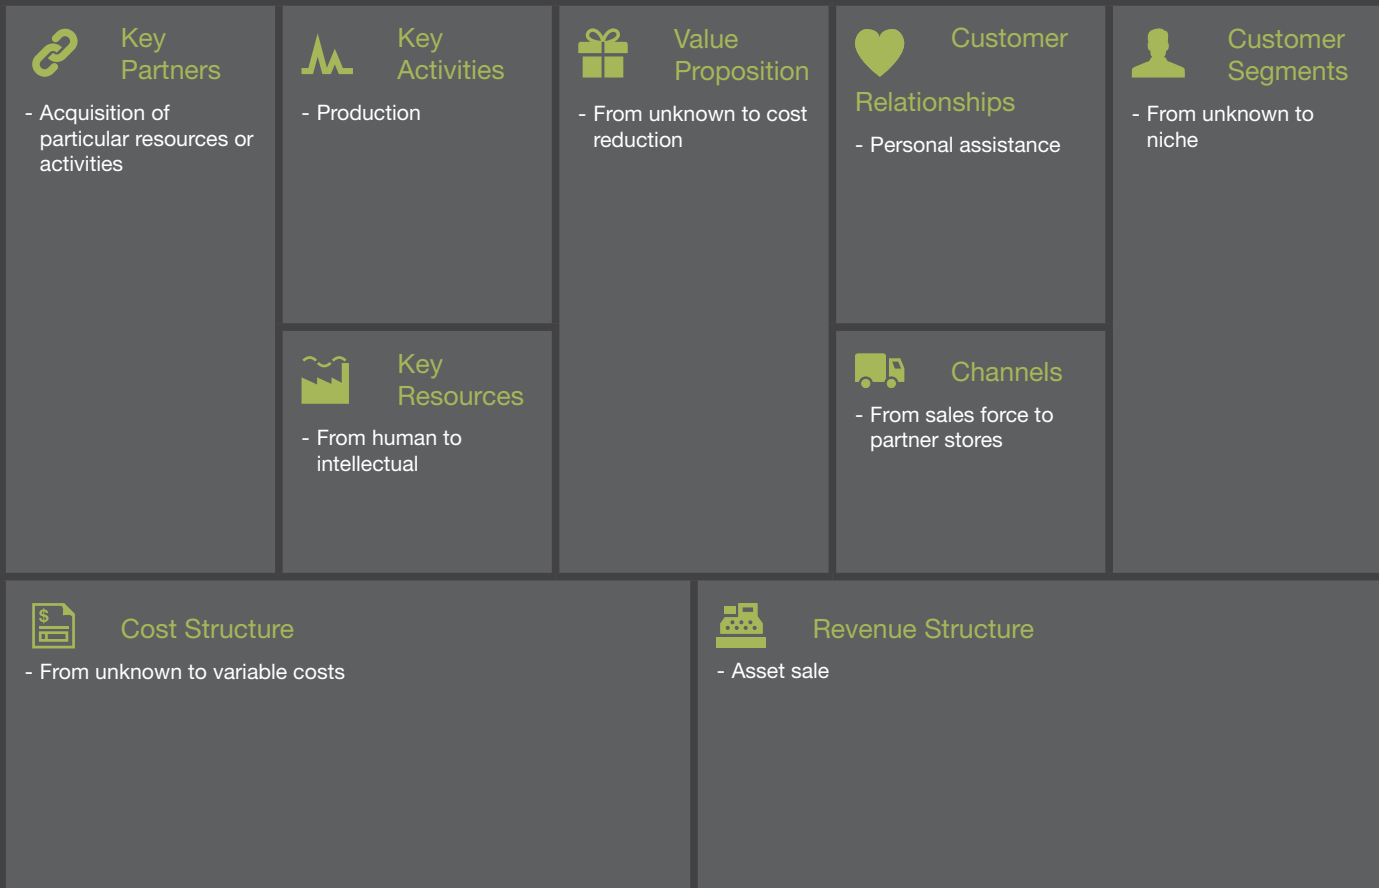 Key
Partners
- Acquisition of
particular resources or
activities
Key
Activities
- Production
Key
Resources
- From human to
intellectual
Value
Proposition
- From unknown to cost
reduction
Customer
Relationships
- Personal assistance
Channels
- From sales force to
partner stores
Customer
Segments
- From unknown to
niche
$
Cost Structure
- From unknown to variable costs
Revenue Structure
- Asset sale